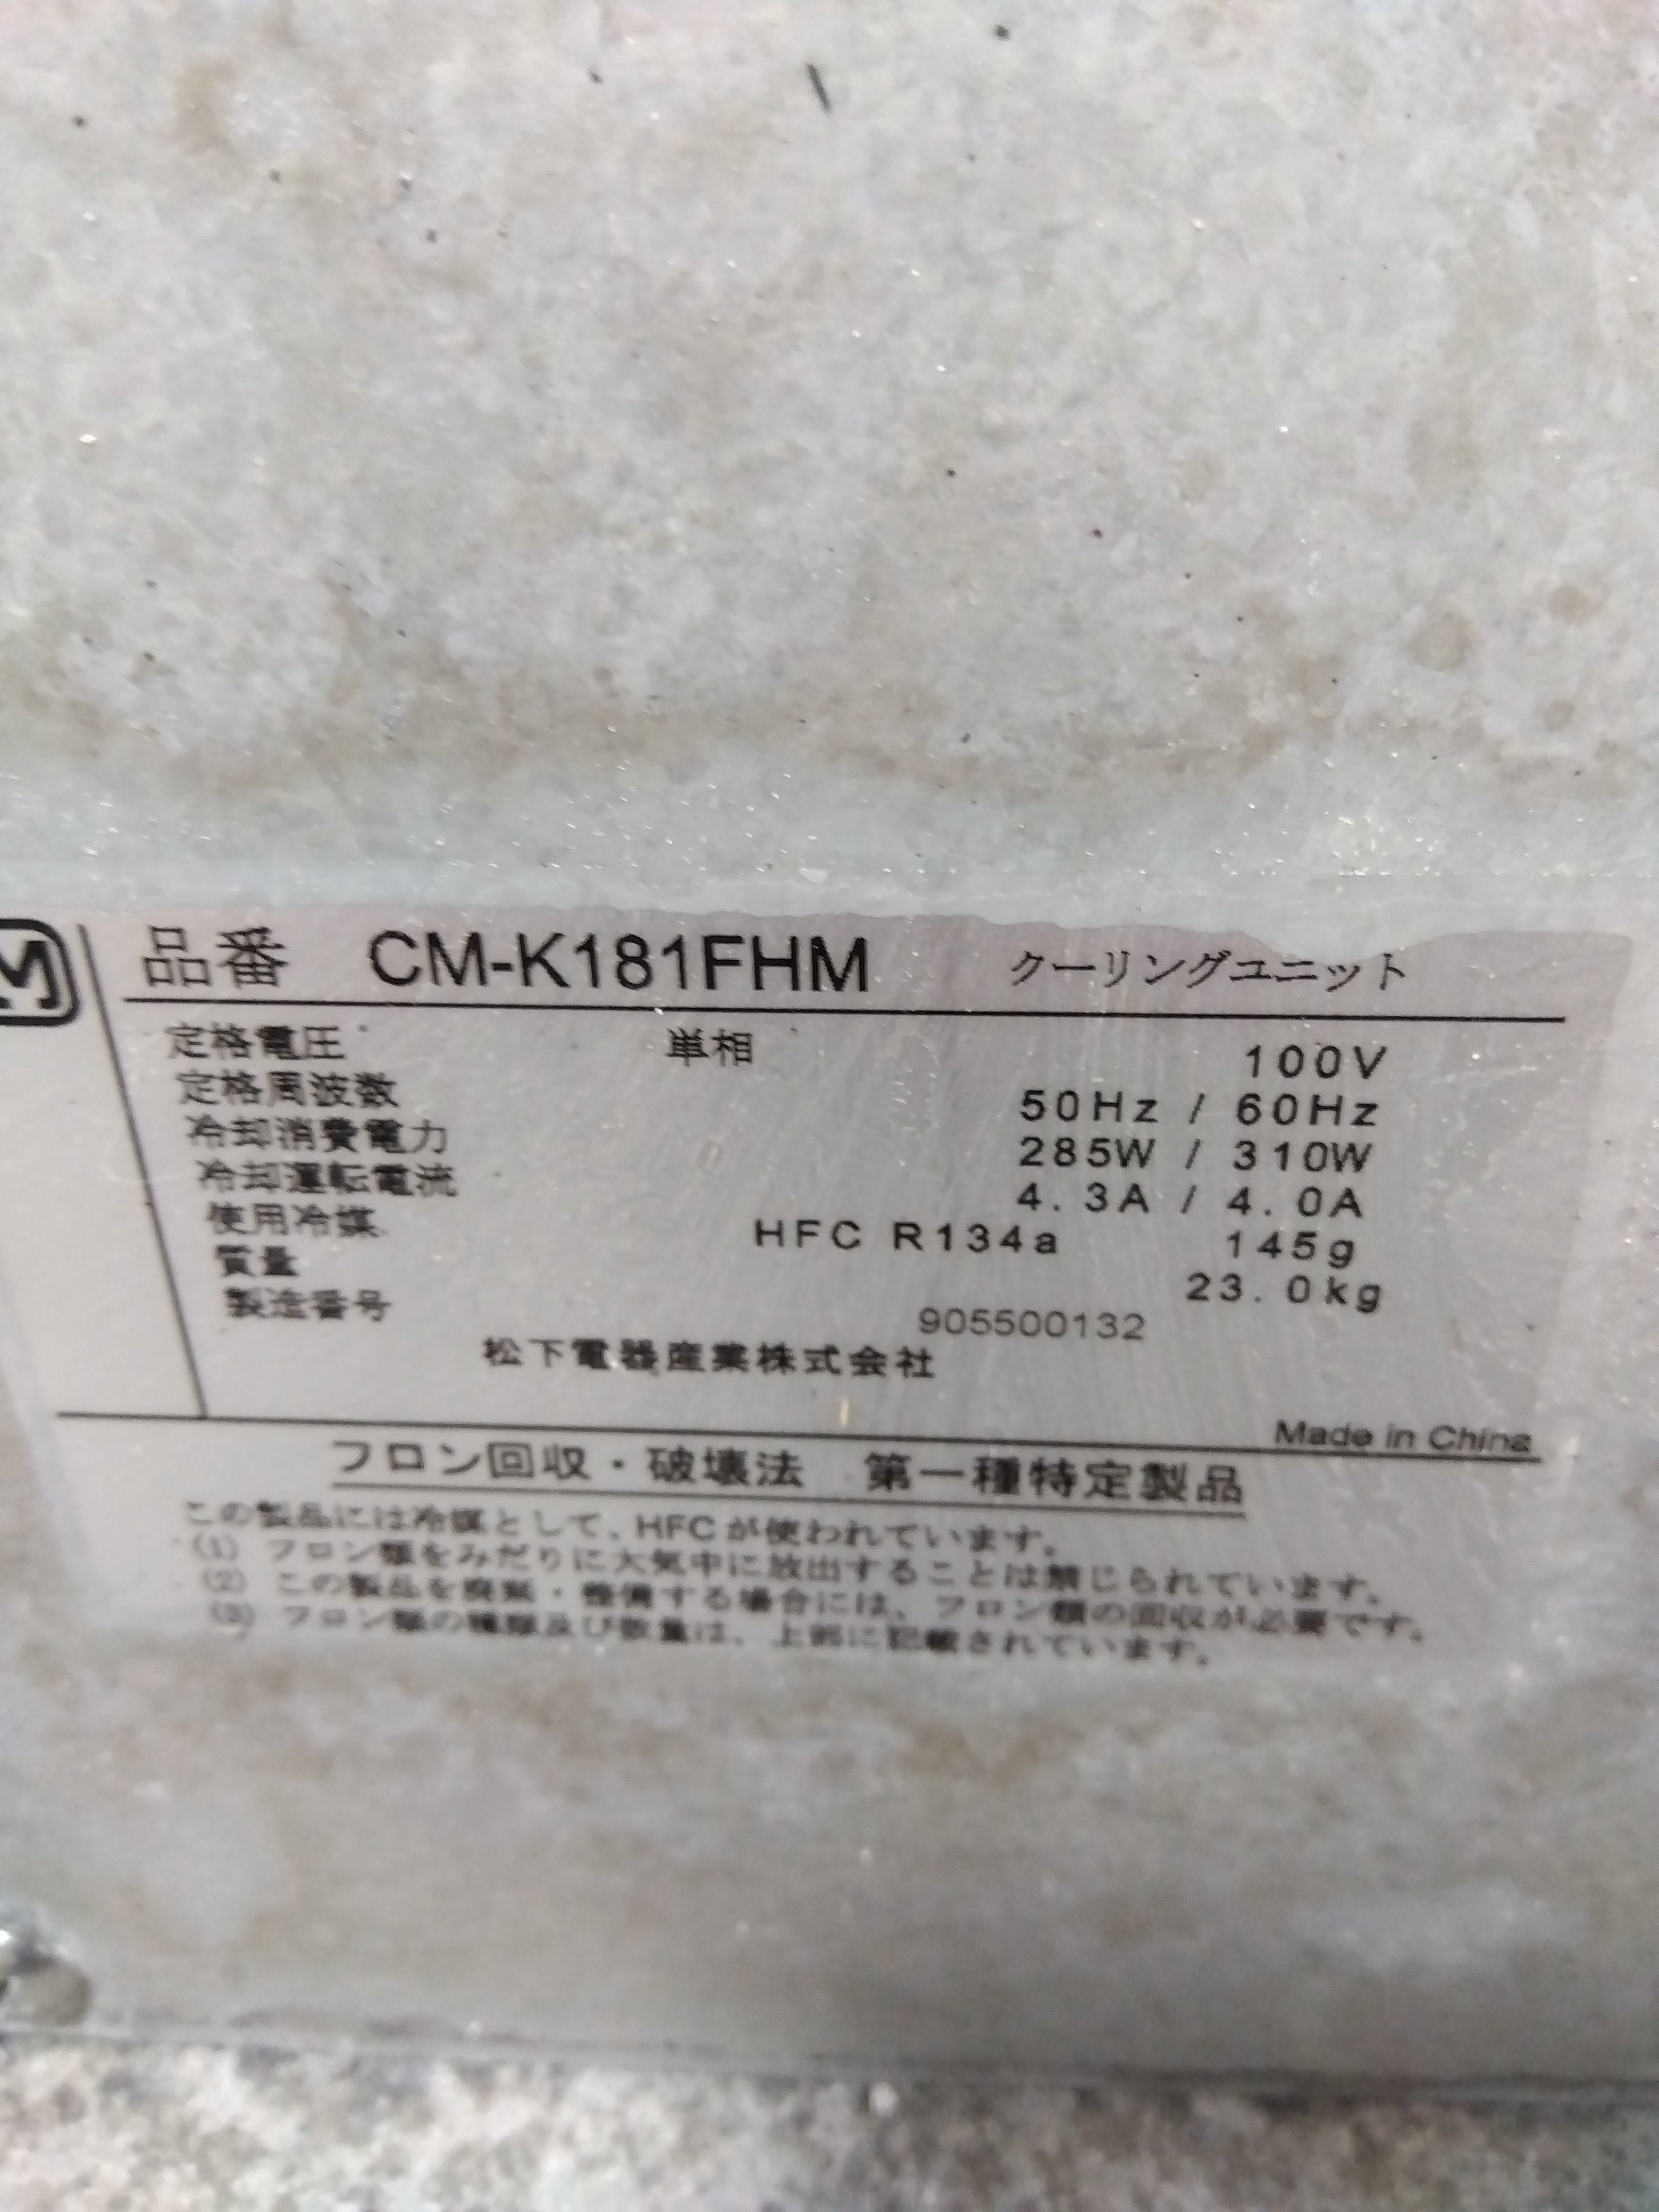 M 品番 CM-K181FHM クーリングユニット
定格電圧 単相 100V
定格周波数 50Hz / 60Hz
冷却消費電力 285W / 310W
冷却運転電流 4.3A / 4.0A
使用冷媒 HFC R134a 145g
質量 23.0kg
製造番号 905500132
松下電器産業株式会社
Made in China
フロン回収・破壊法 第一種特定製品
この製品には冷媒として、HFCが使われています。
(1) フロン類をみだりに大気中に放出することは禁じられています。
(2) この製品を廃棄・整備する場合には、フロン類の回収が必要です。
(3) フロン類の種類及び数量は、上部に記載されています。